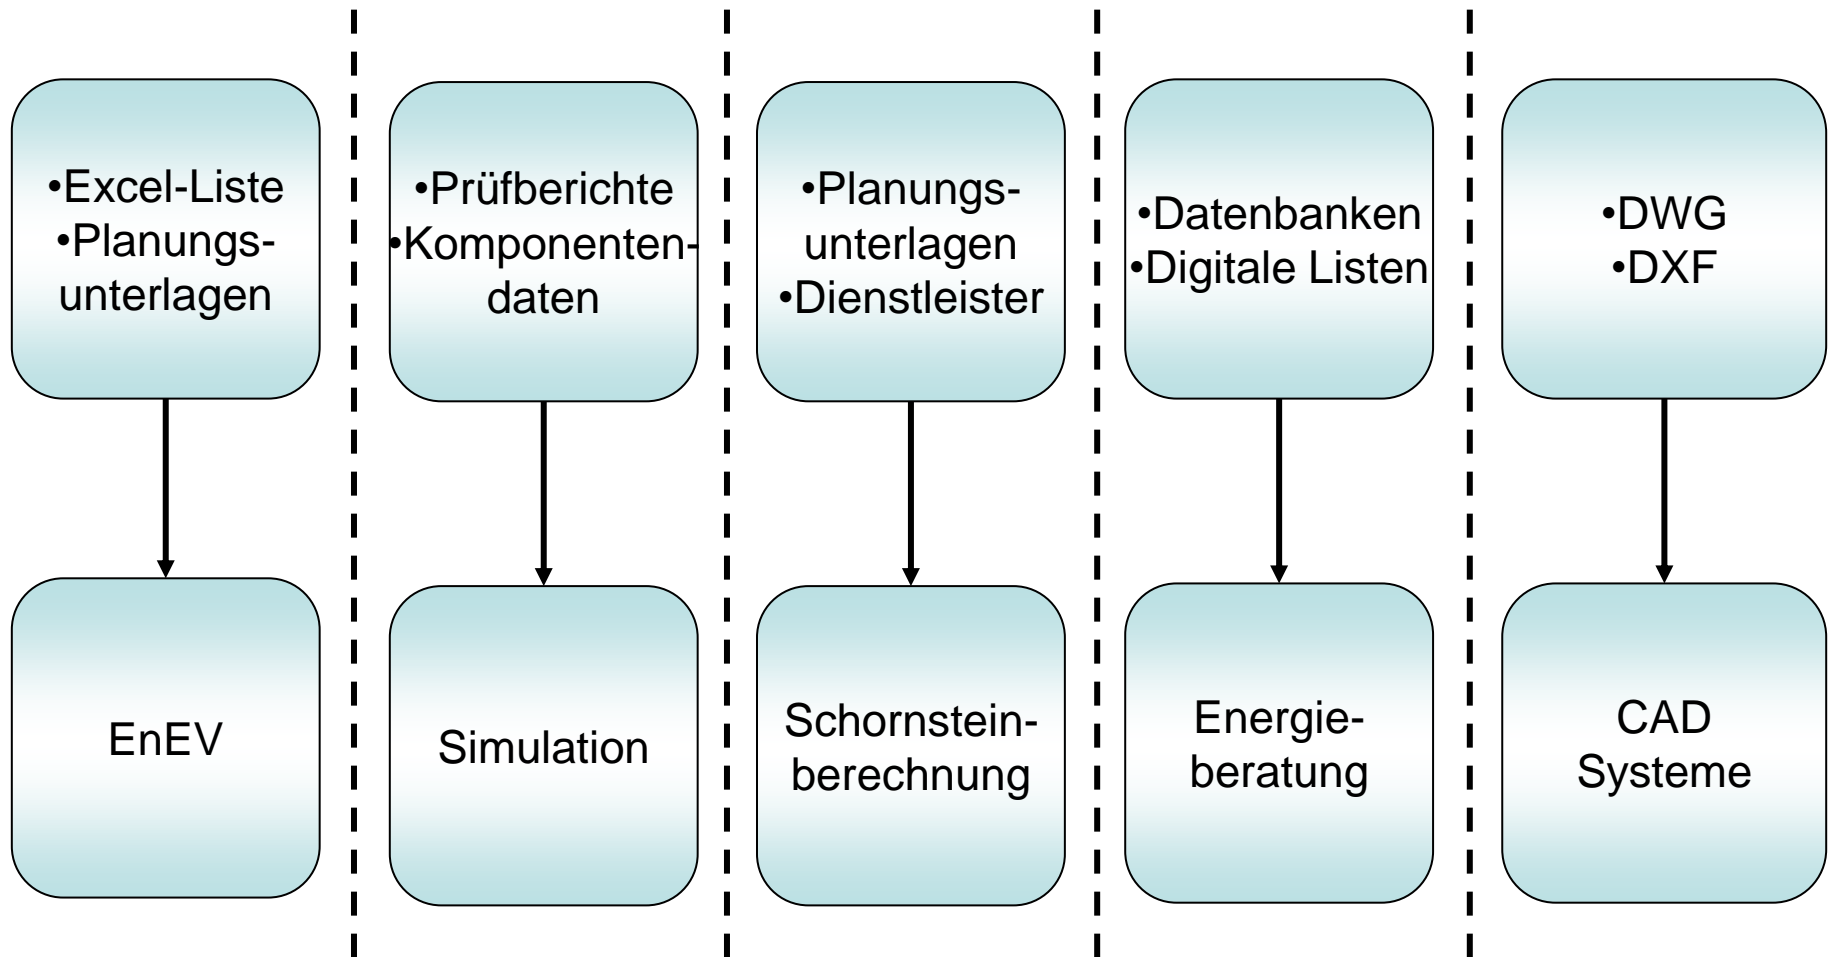 •Excel-Liste
•Planungs-
unterlagen
•Prüfberichte
•Komponenten-
daten
•Planungs-
unterlagen
•Dienstleister
•Datenbanken
•Digitale Listen
•DWG
•DXF
EnEV
Simulation
Schornstein-
berechnung
Energie-
beratung
CAD
Systeme